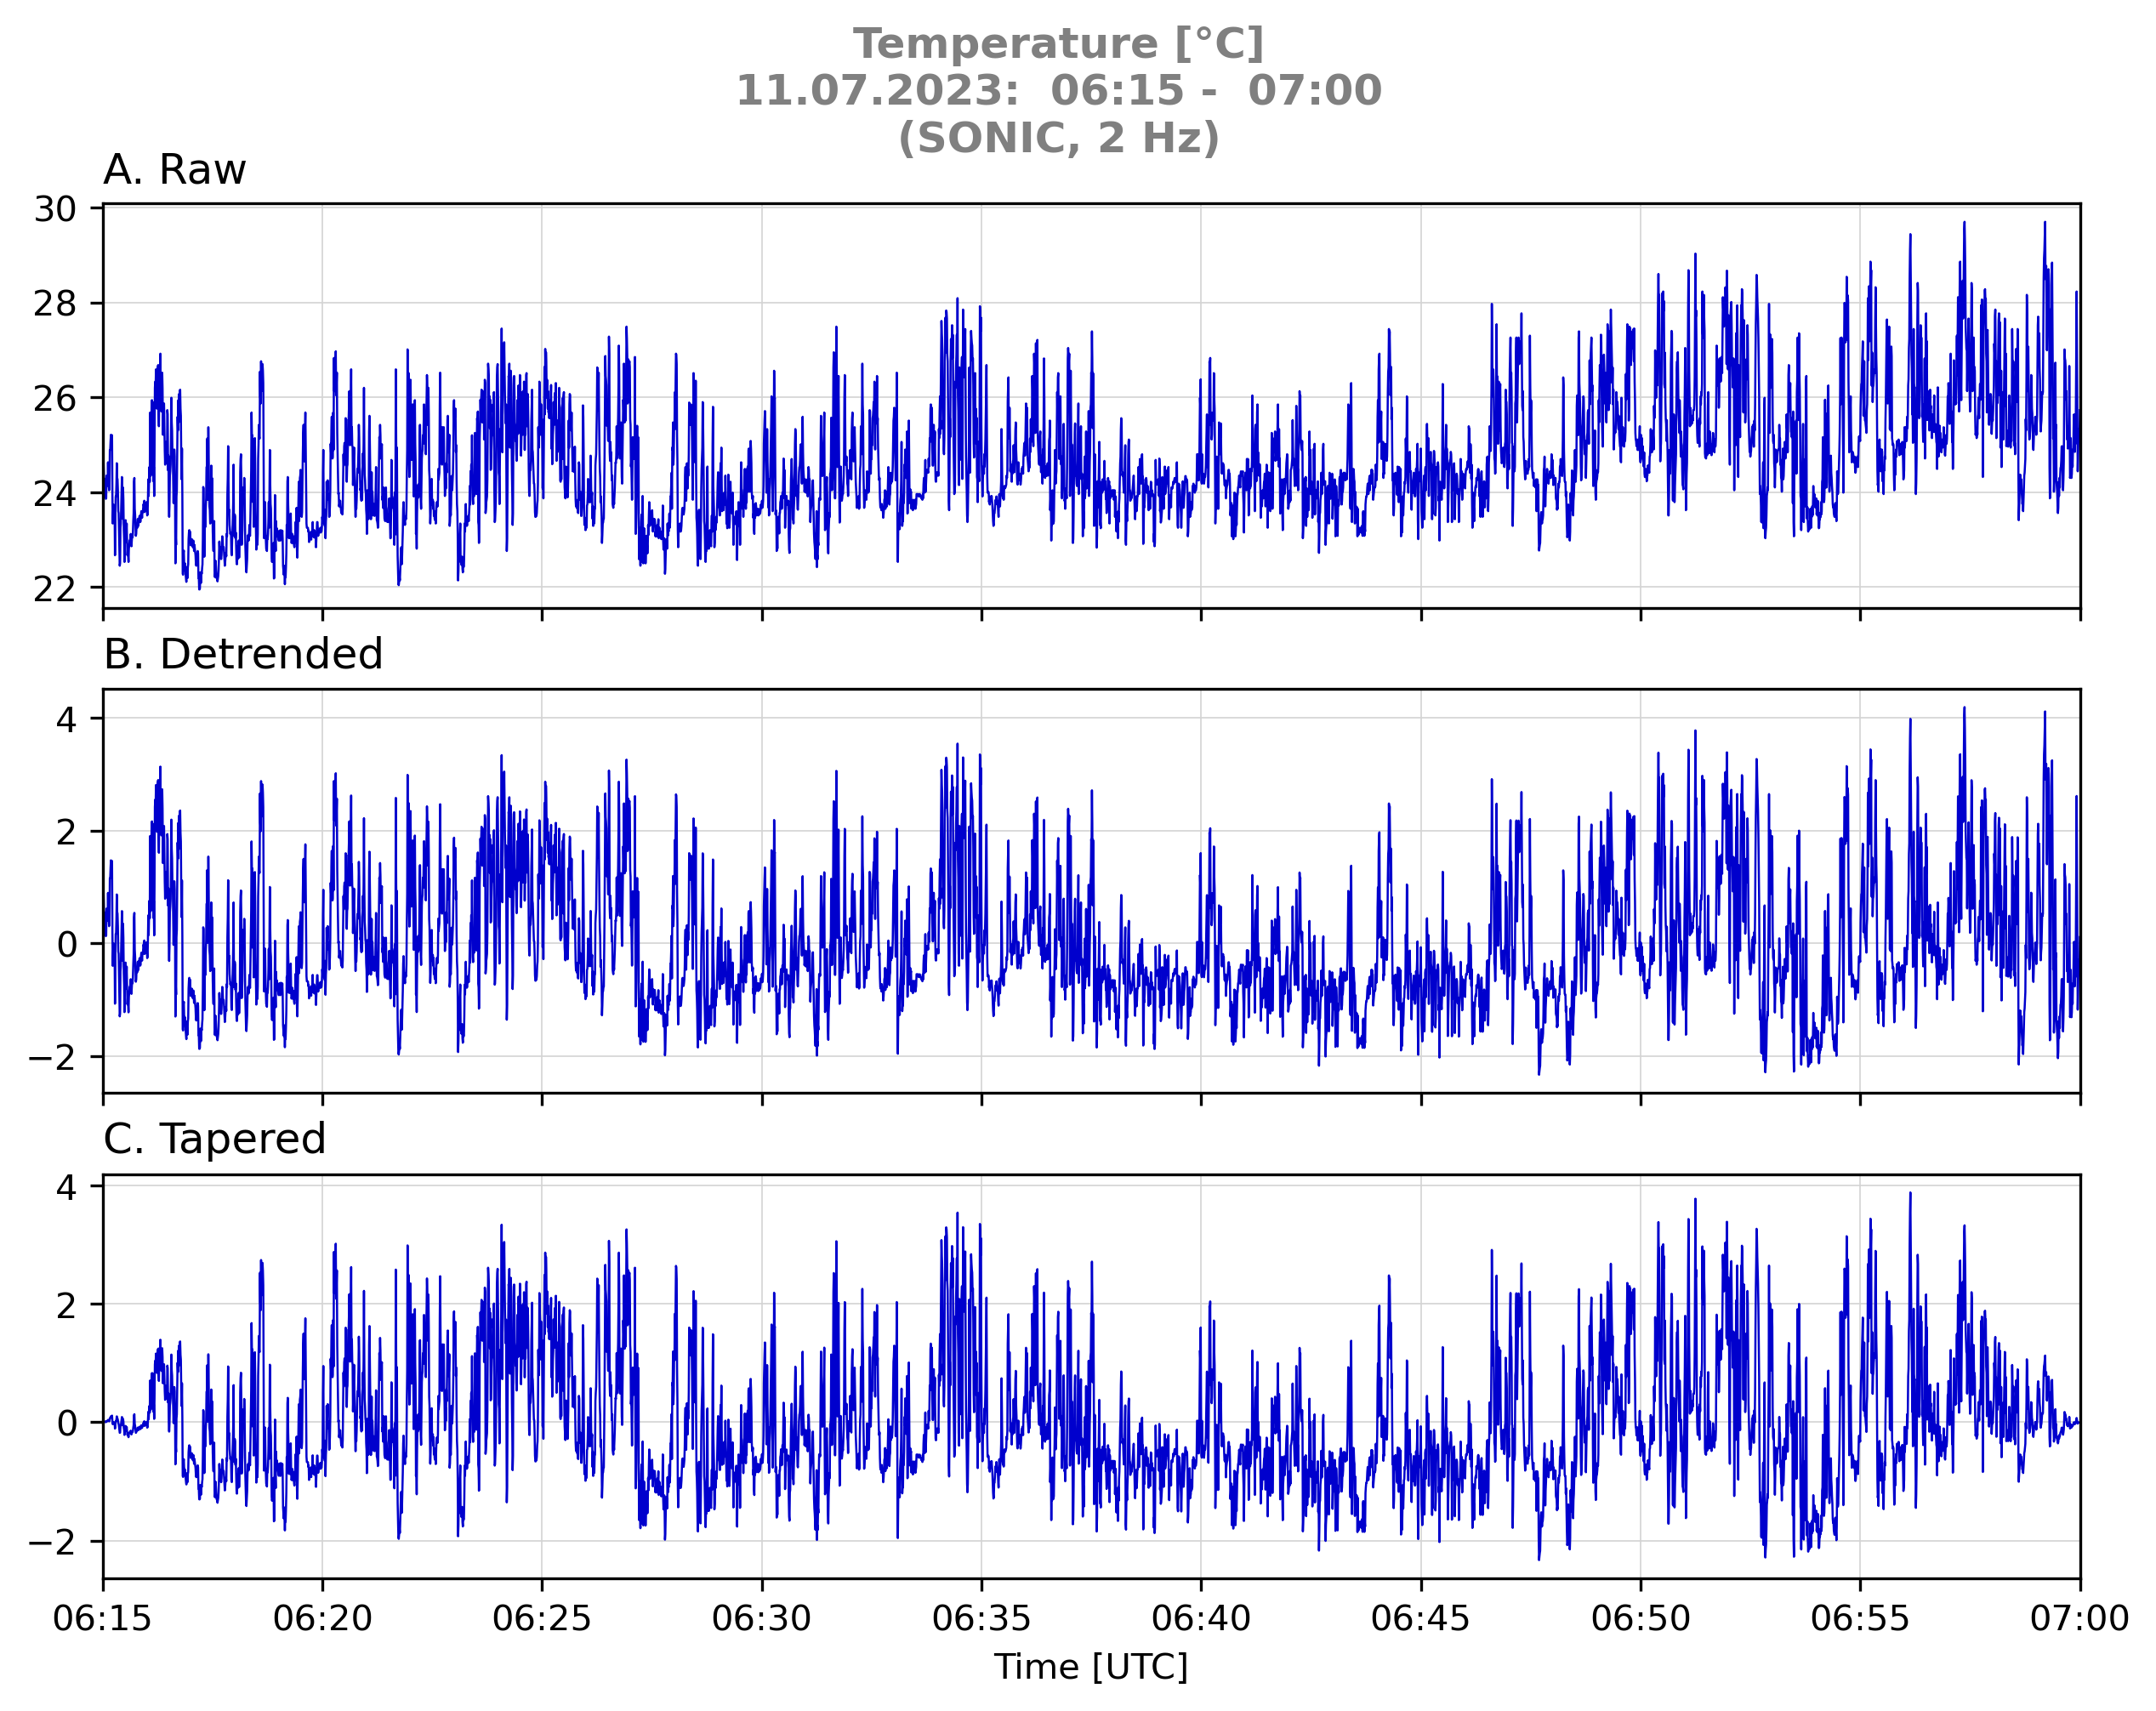 Temperature [°C]
11.07.2023:  06:15 -  07:00
(SONIC, 2 Hz)
A. Raw
30
28
26
24
22
B. Detrended
4
2
0
−2
C. Tapered
4
2
0
−2
06:15 06:20 06:25 06:30 06:35 06:40 06:45 06:50 06:55 07:00
Time [UTC]